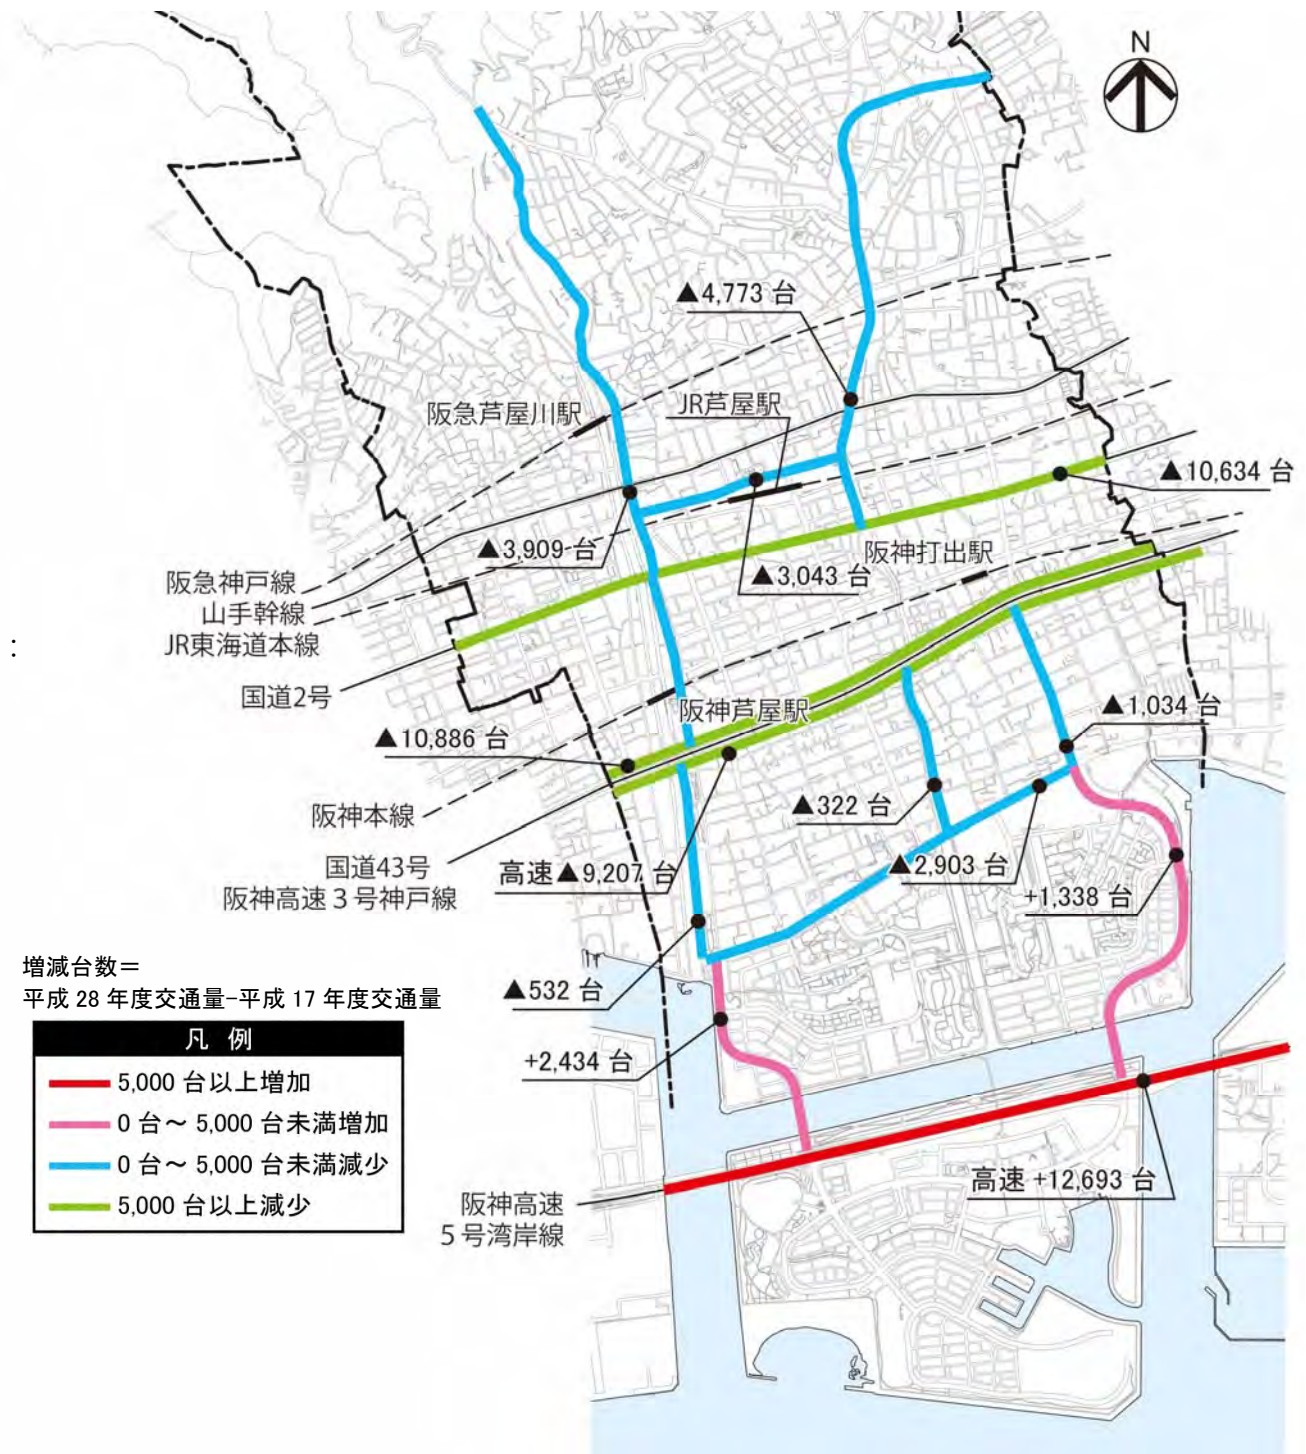 N
▲4,773 台
JR芦屋駅
阪急芦屋川駅
▲10,634 台
▲3,909 台
阪神打出駅
▲3,043 台
阪急神戸線
山手幹線
JR東海道本線
:
国道2号
阪神芦屋駅
▲1,034 台
▲10,886 台
▲322 台
阪神本線
国道43号
阪神高速3号神戸線
高速▲9,207 台
▲2,903 台
+1,338 台
増減台数=
平成 28 年度交通量-平成 17 年度交通量
▲532 台
+2,434 台
凡 例
5,000 台以上増加
0 台~ 5,000 台未満増加
0 台~ 5,000 台未満減少
5,000 台以上減少
高速 +12,693 台
阪神高速
5号湾岸線